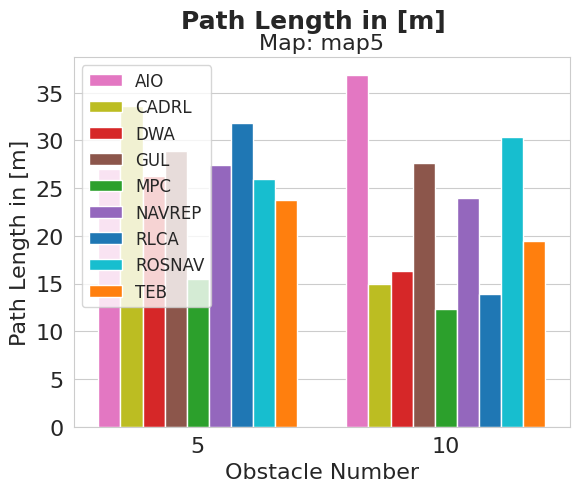 Path Length in [m]
Map: map5
Path Length in [m]
35
30
25
20
15
10
5
0
AIO
CADRL
DWA
GUL
MPC
NAVREP
RLCA
ROSNAV
TEB
5
10
Obstacle Number